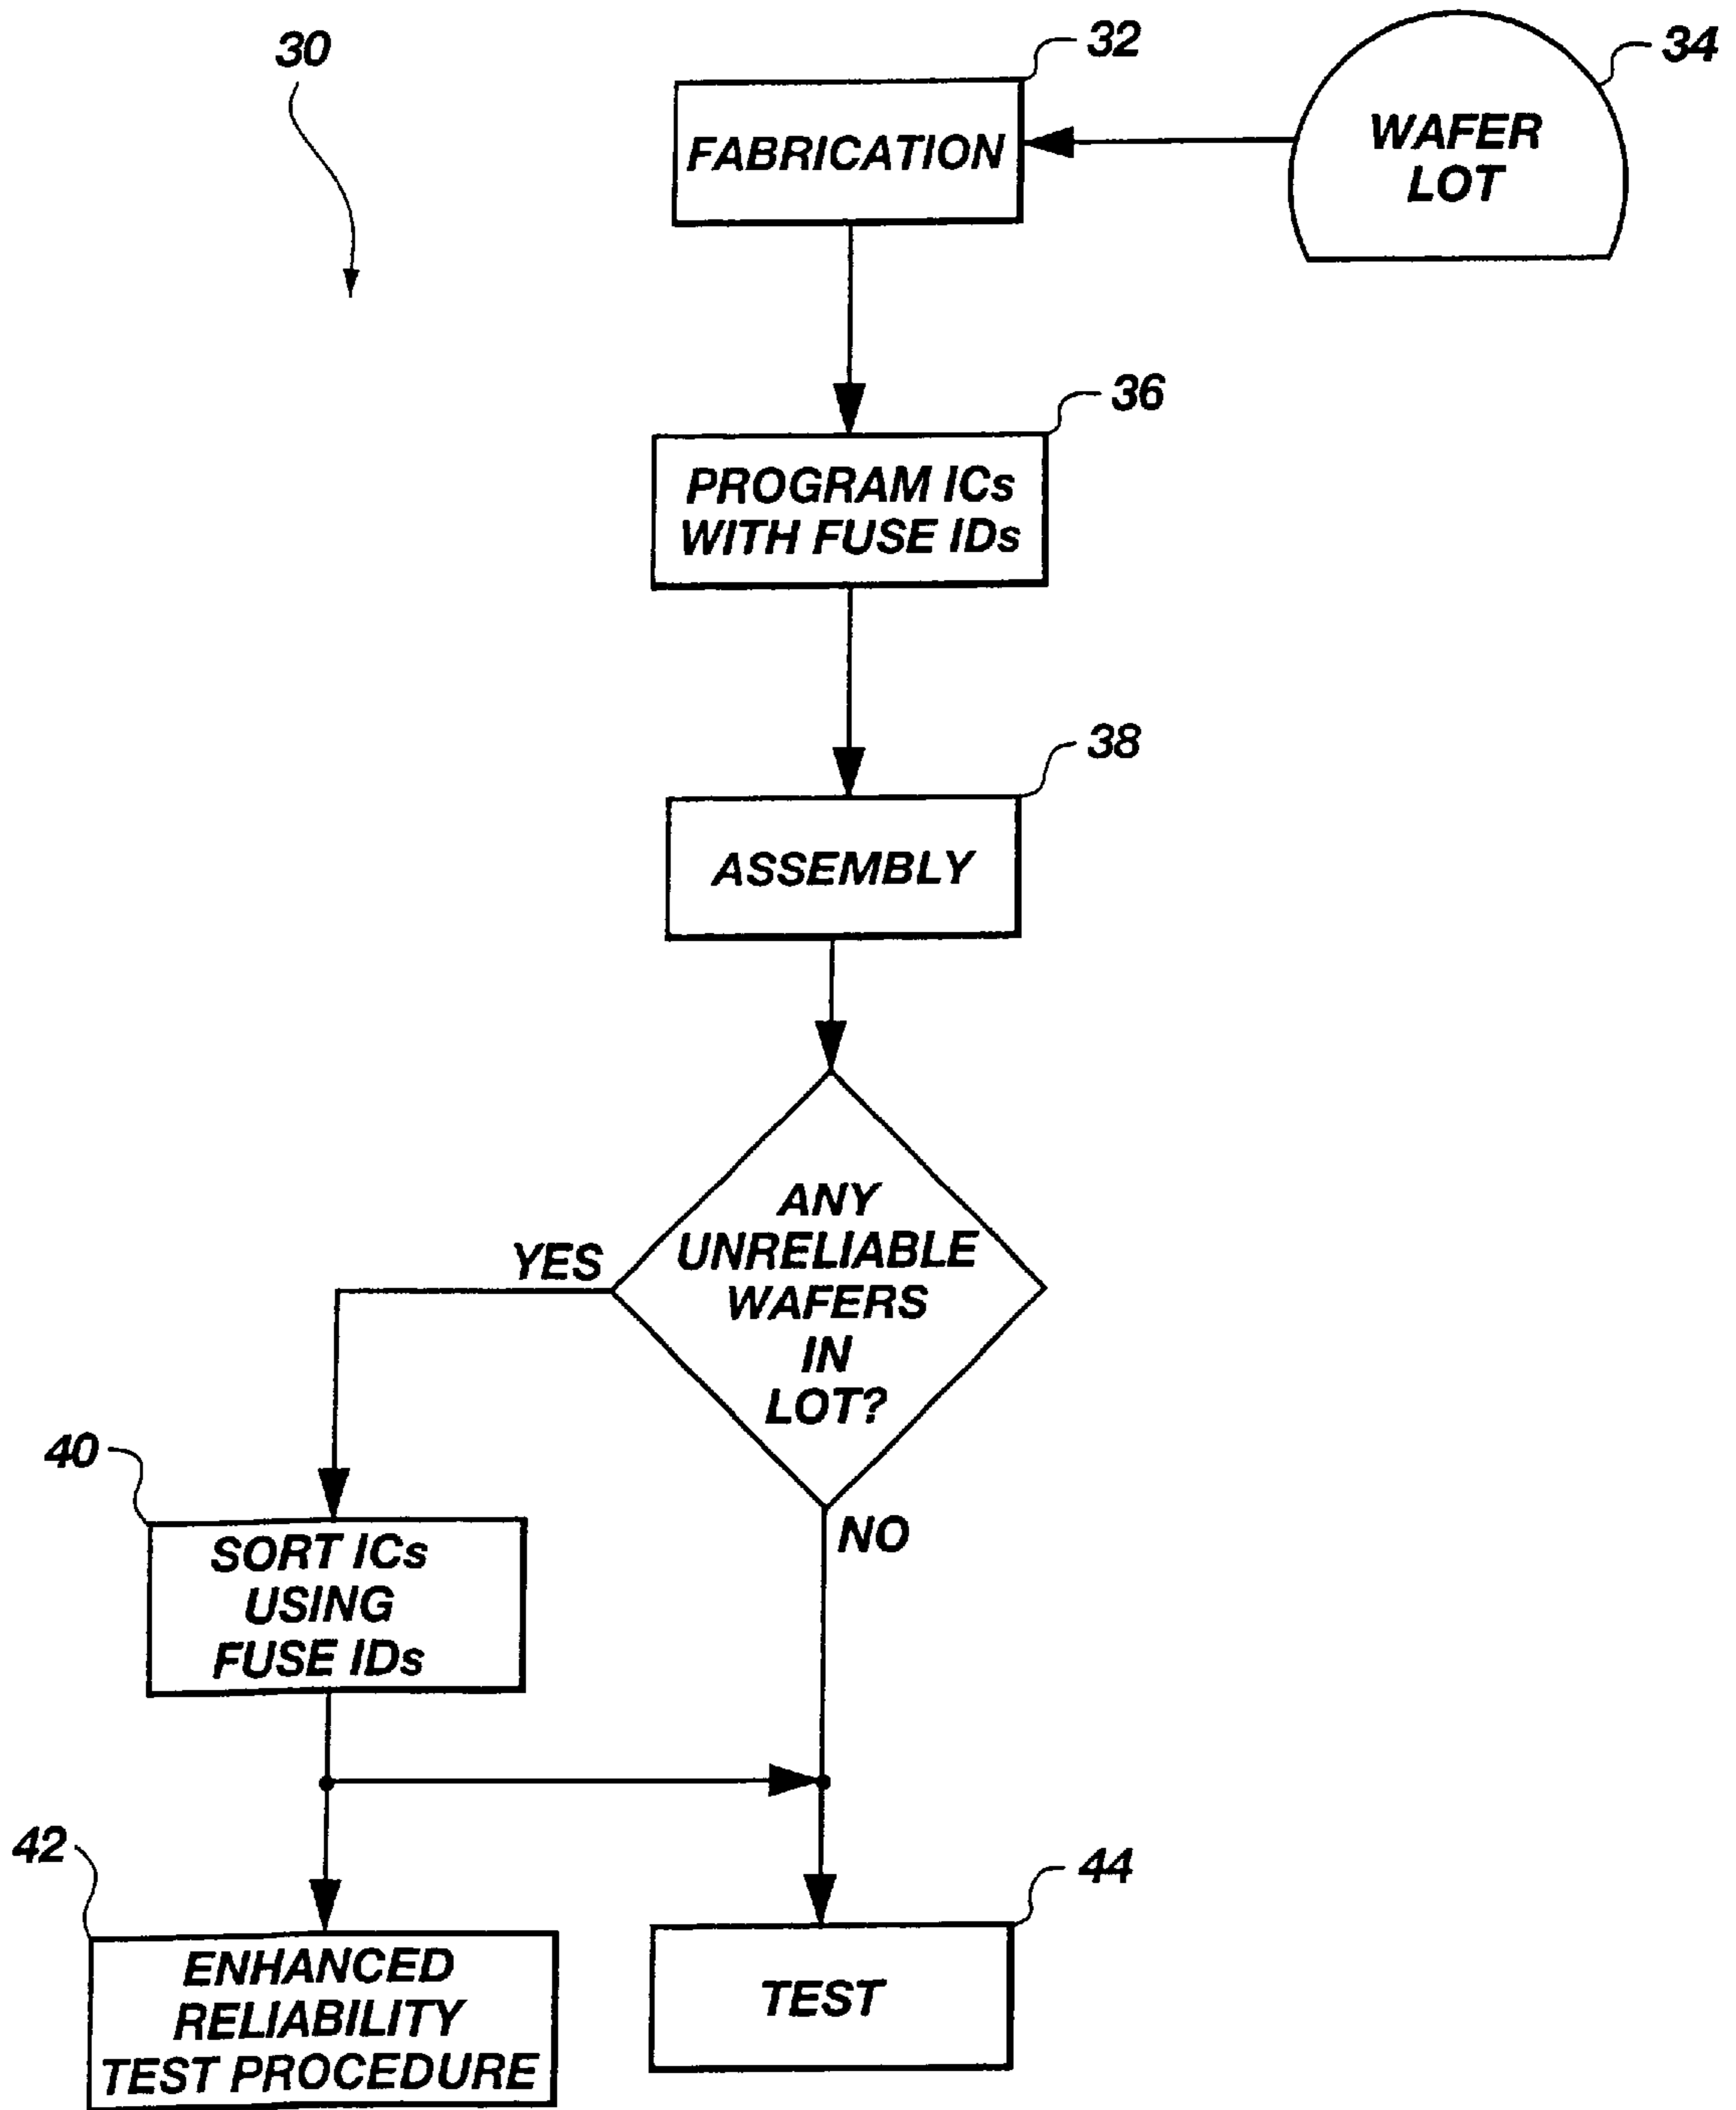 30
32
34
FABRICATION
WAFER
LOT
36
PROGRAM ICs
WITH FUSE IDs
38
ASSEMBLY
ANY
UNRELIABLE
WAFERS
IN
LOT?
YES
NO
40
SORT ICs
USING
FUSE IDs
42
44
ENHANCED
RELIABILITY
TEST PROCEDURE
TEST